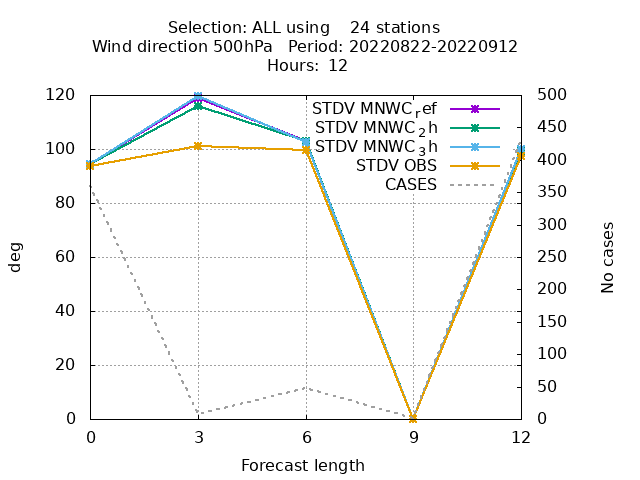 Selection: ALL using    24 stations
Wind direction 500hPa   Period: 20220822-20220912
Hours:  12
STDV MNWC_ref
STDV MNWC_2h
STDV MNWC_3h
STDV OBS
CASES
deg
120
100
80
60
40
20
0
500
450
400
350
300
250
200
150
100
50
0
No cases
0 3 6 9 12
Forecast length